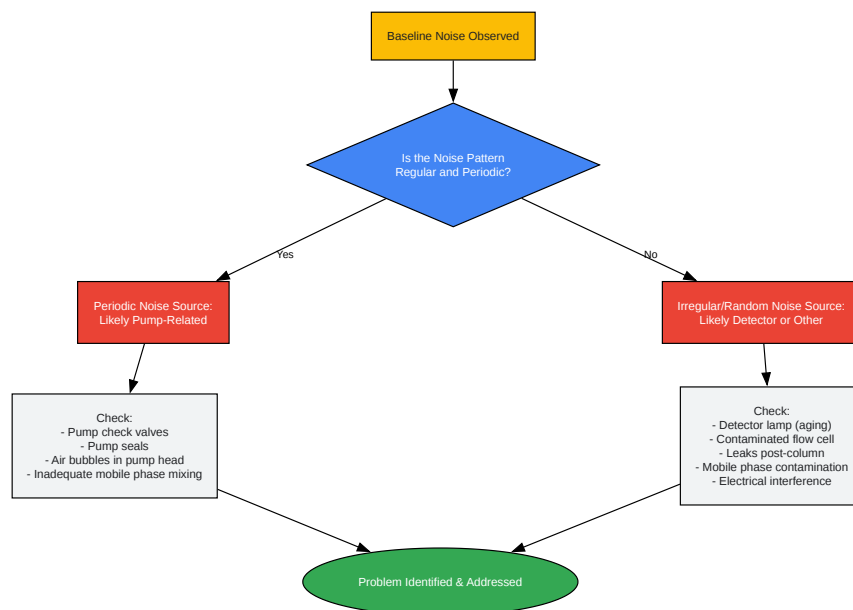 Baseline Noise Observed
Is the Noise Pattern
Regular and Periodic?
Yes
No
Periodic Noise Source:
Likely Pump-Related
Irregular/Random Noise Source:
Likely Detector or Other
Check:
- Pump check valves
- Pump seals
- Air bubbles in pump head
- Inadequate mobile phase mixing
Check:
- Detector lamp (aging)
- Contaminated flow cell
- Leaks post-column
- Mobile phase contamination
- Electrical interference
Problem Identified & Addressed